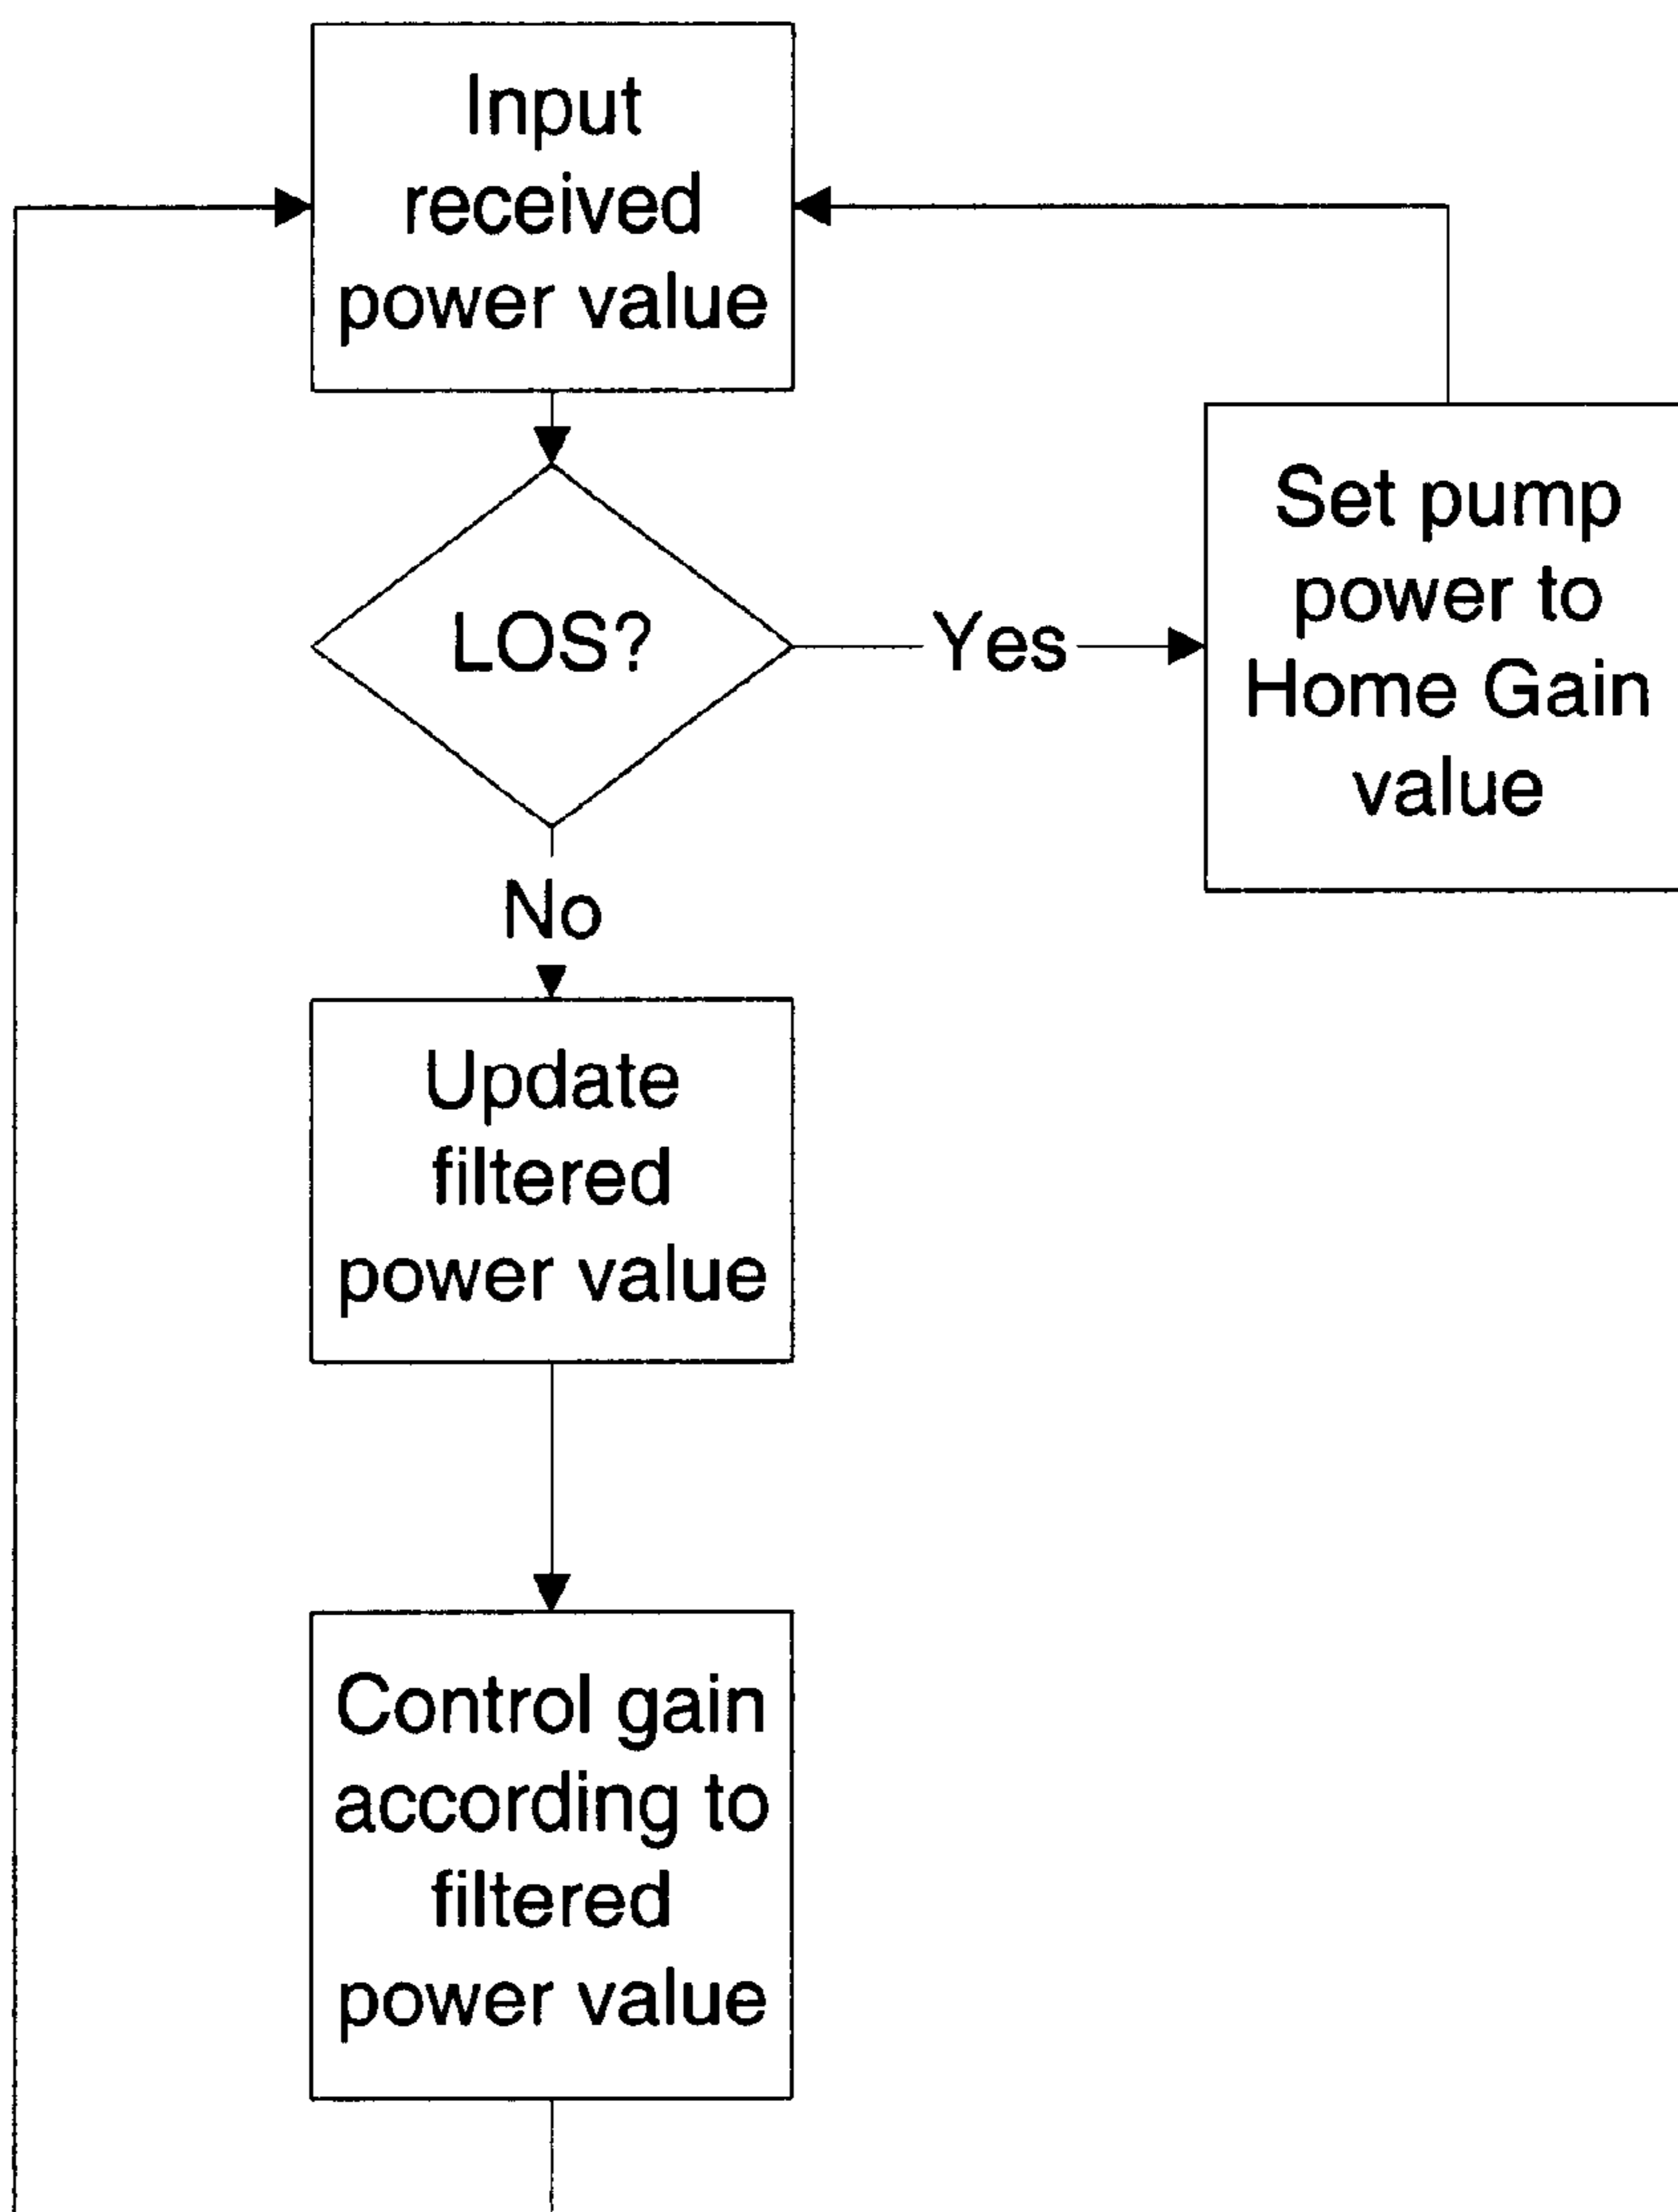 Input
received
power value
LOS?
Yes
Set pump
power to
Home Gain
value
No
Update
filtered
power value
Control gain
according to
filtered
power value